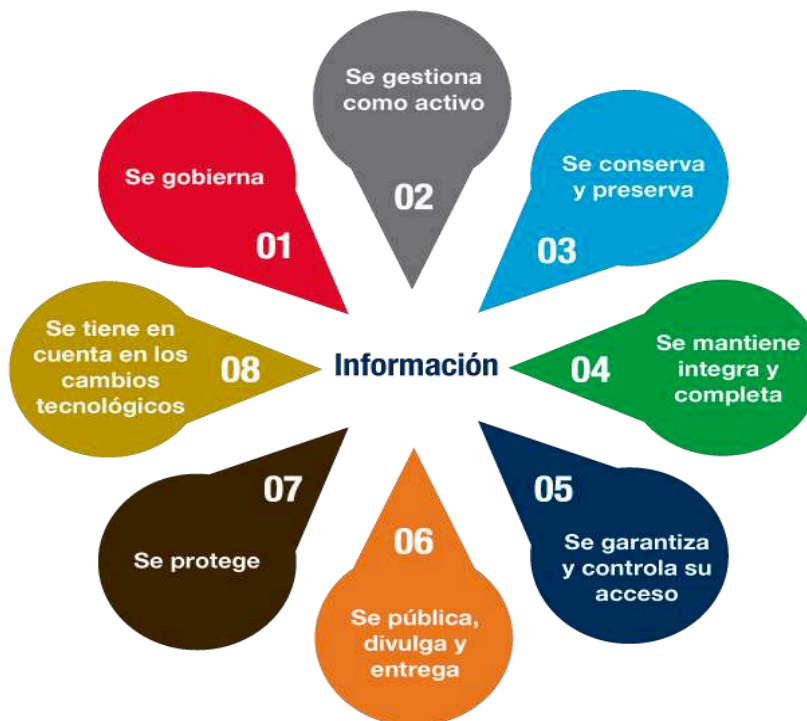 Se gobierna
01
Se gestiona
como activo
02
Se conserva
y preserva
03
Se mantiene
integra y
completa
04
Se garantiza
y controla su
acceso
05
Se pública,
divulga y
entrega
06
Se protege
07
Se tiene en
cuenta en los
cambios
tecnológicos
08
Información